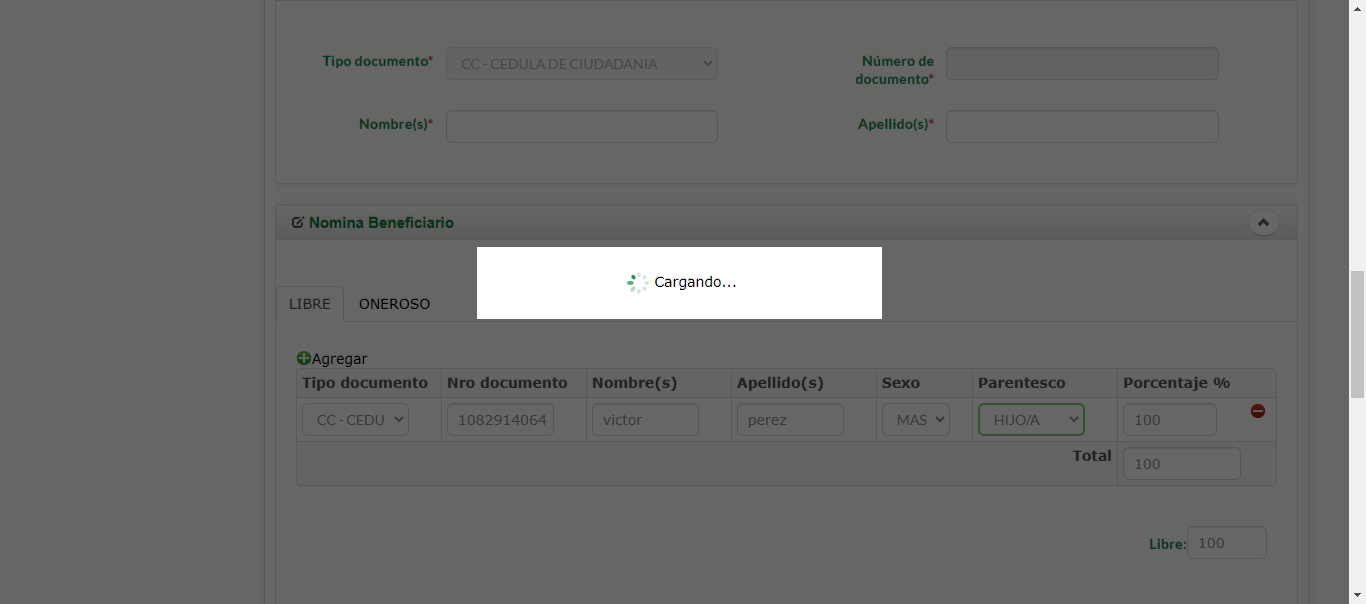 Tipo documento* CC - CEDULA DE CIUDADANIA Número de documento*
Nombre(s)* Apellido(s)*
Nomina Beneficiario
Cargando...
LIBRE ONEROSO
Agregar
Tipo documento Nro documento Nombre(s) Apellido(s) Sexo Parentesco Porcentaje %
CC - CEDU 1082914064 victor perez MAS HIJO/A 100
Total 100
Libre: 100